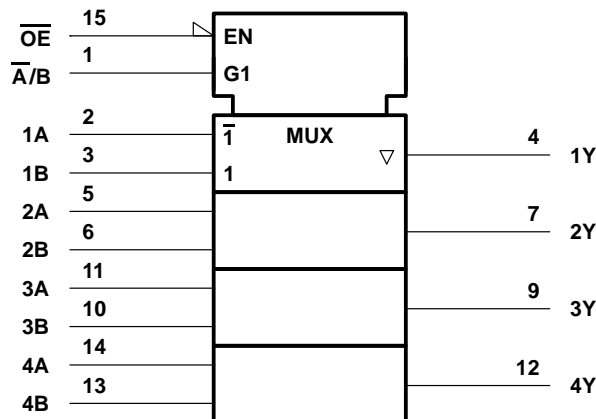 15
O̅E̅ EN
1
A̅/B G1
2
1A 1̅ MUX 4
3 1Y
1B 1
5
2A 7
6 2Y
2B
11
3A 9
10 3Y
3B
14
4A 12
13 4Y
4B